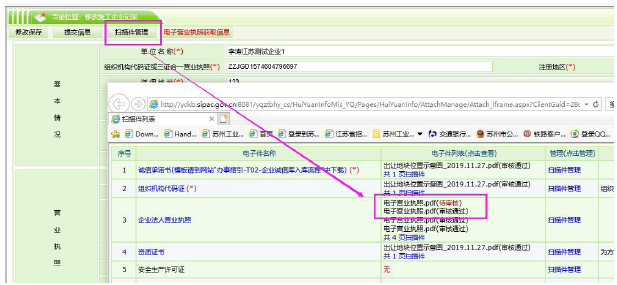 当前位置：修改施工企业记录
修改保存 提交信息 扫描件管理 电子营业执照获取信息
单位名称(*) 李涛江苏测试企业1
组织机构代码证或三证合一营业执照(*) ZZJGD1574604796697 注册地区(*)
123
基本情况
http://yckb.sipac.gov.cn:8081/yqztbhy_cs/HuiYuanInfoMis_YQ/Pages/HuiYuanInfo/AttachManage/Attach_Iframe.aspx?ClientGuid=2Bc
扫描件列表
Down... Hand... 苏州工业... 首页 登录到苏... 江苏省招... 苏州工业... 交通银行... 苏州市公... 铁路客户... 登录QQ...
序号 电子件名称 电子件列表(点击查看) 管理(点击管理)
1 诚信承诺书(模板请到网站"办事指引-T02-企业诚信库入库流程"中下载) (*) 出让地块位置示意图_2019.11.27.pdf(审核通过) 扫描件管理
共 1 页扫描件
2 组织机构代码证 (*) 出让地块位置示意图_2019.11.27.pdf(审核通过) 扫描件管理 组织
共 1 页扫描件
营业执照
3 企业法人营业执照 电子营业执照.pdf(待审核) 扫描件管理
电子营业执照.pdf(审核通过)
电子营业执照.pdf(审核通过)
电子营业执照.pdf(审核通过)
共 4 页扫描件
4 资质证书 出让地块位置示意图_2019.11.27.pdf(审核通过) 扫描件管理 为方
共 1 页扫描件
5 安全生产许可证 无 扫描件管理